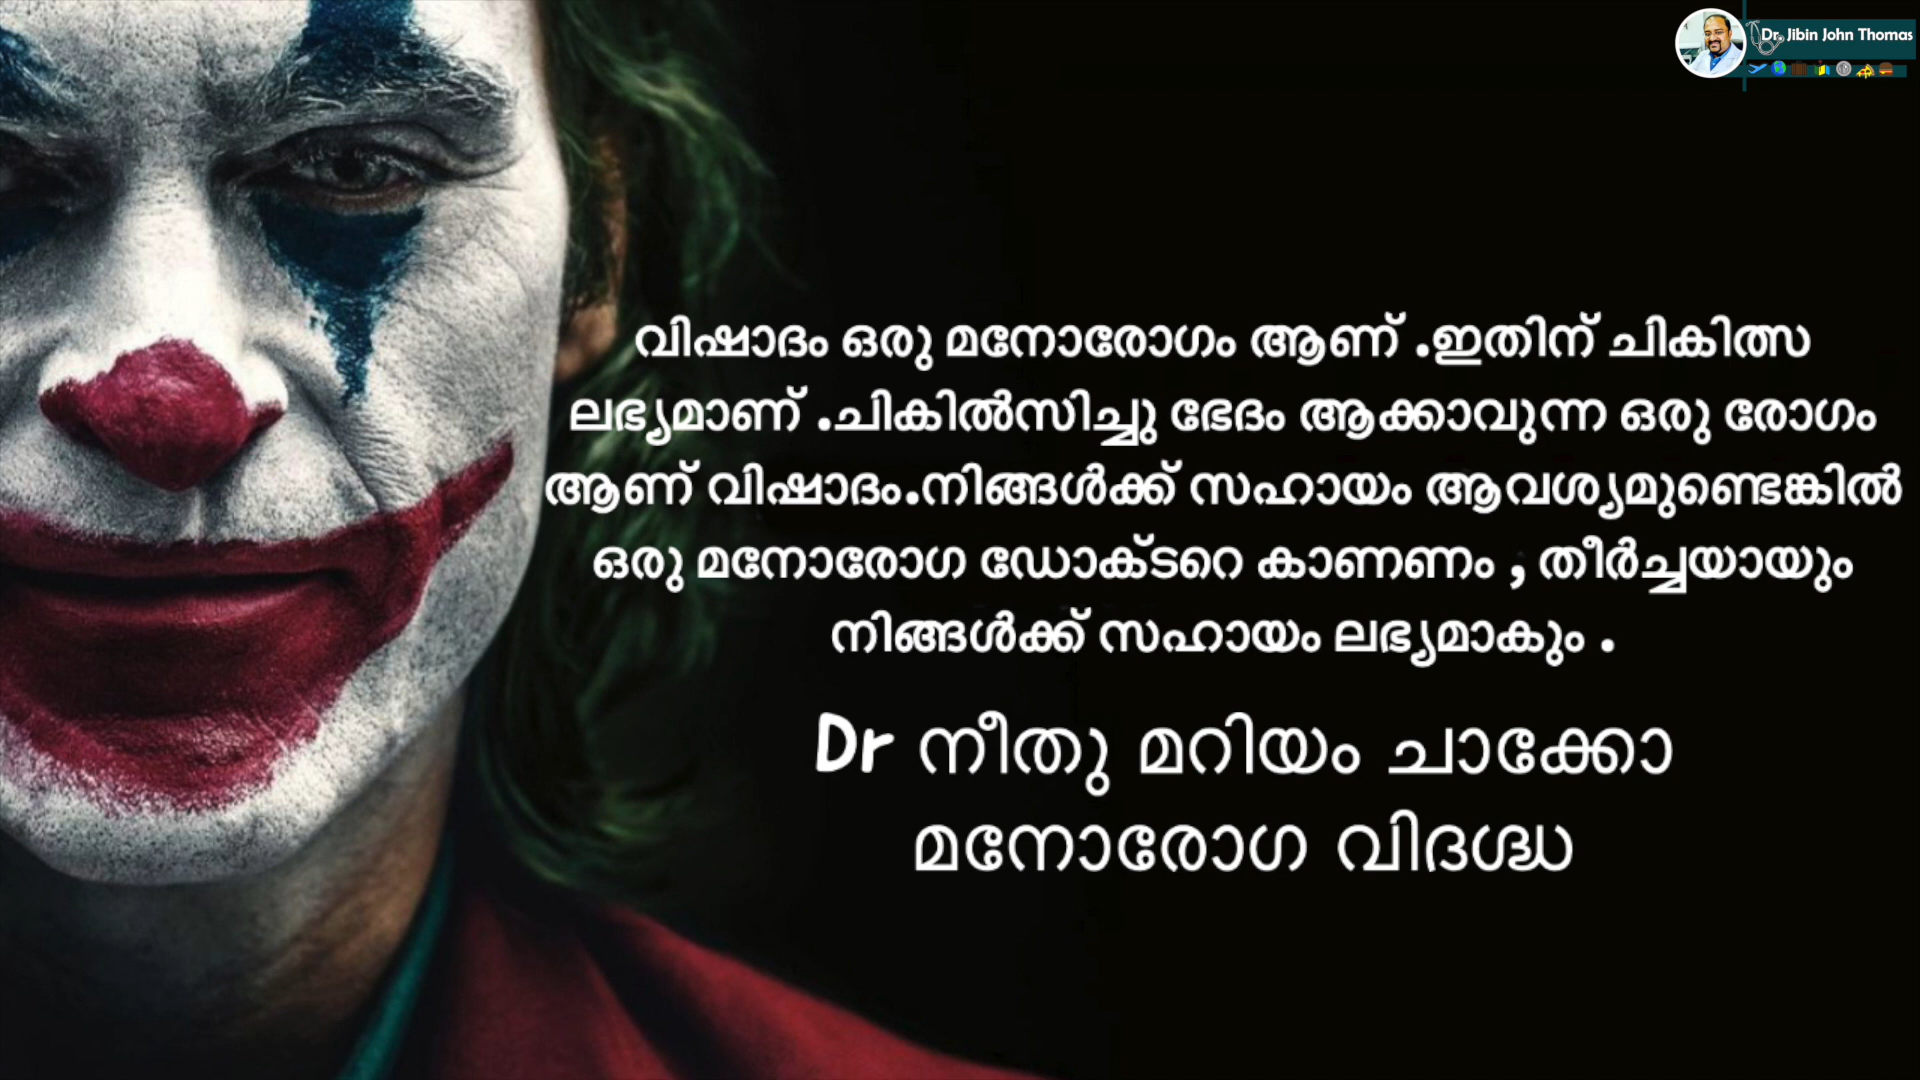 Dr. Jibin John Thomas
വിഷാദം ഒരു മനോരോഗം ആണ് .ഇതിന് ചികിത്സ
ലഭ്യമാണ് .ചികിൽസിച്ചു ഭേദം ആക്കാവുന്ന ഒരു രോഗം
ആണ് വിഷാദം.നിങ്ങൾക്ക് സഹായം ആവശ്യമുണ്ടെങ്കിൽ
ഒരു മനോരോഗ ഡോക്ടറെ കാണണം , തീർച്ചയായും
നിങ്ങൾക്ക് സഹായം ലഭ്യമാകും .
Dr നീതു മറിയം ചാക്കോ
മനോരോഗ വിദഗ്ദ്ധ